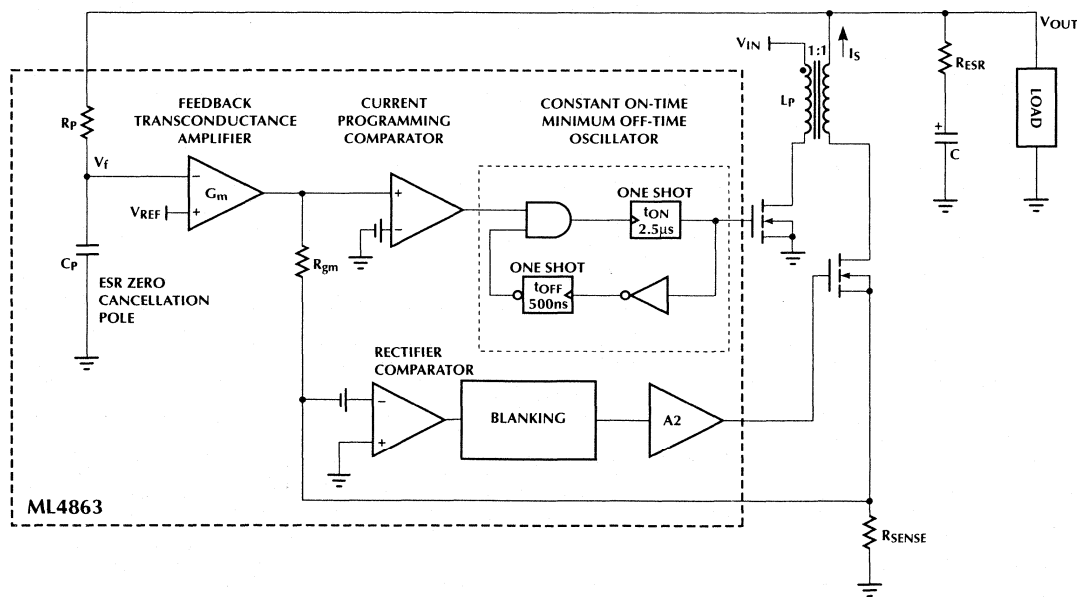 VOUT
VIN
1:1
IS
RESR
LP
LOAD
C
+
FEEDBACK
TRANSCONDUCTANCE
AMPLIFIER
CURRENT
PROGRAMMING
COMPARATOR
CONSTANT ON-TIME
MINIMUM OFF-TIME
OSCILLATOR
RP
Vf
−
Gm
VREF
+
+
−
ONE SHOT
tON
2.5µs
ONE SHOT
tOFF
500ns
Rgm
CP
ESR ZERO
CANCELLATION
POLE
RECTIFIER
COMPARATOR
−
+
BLANKING
A2
ML4863
RSENSE